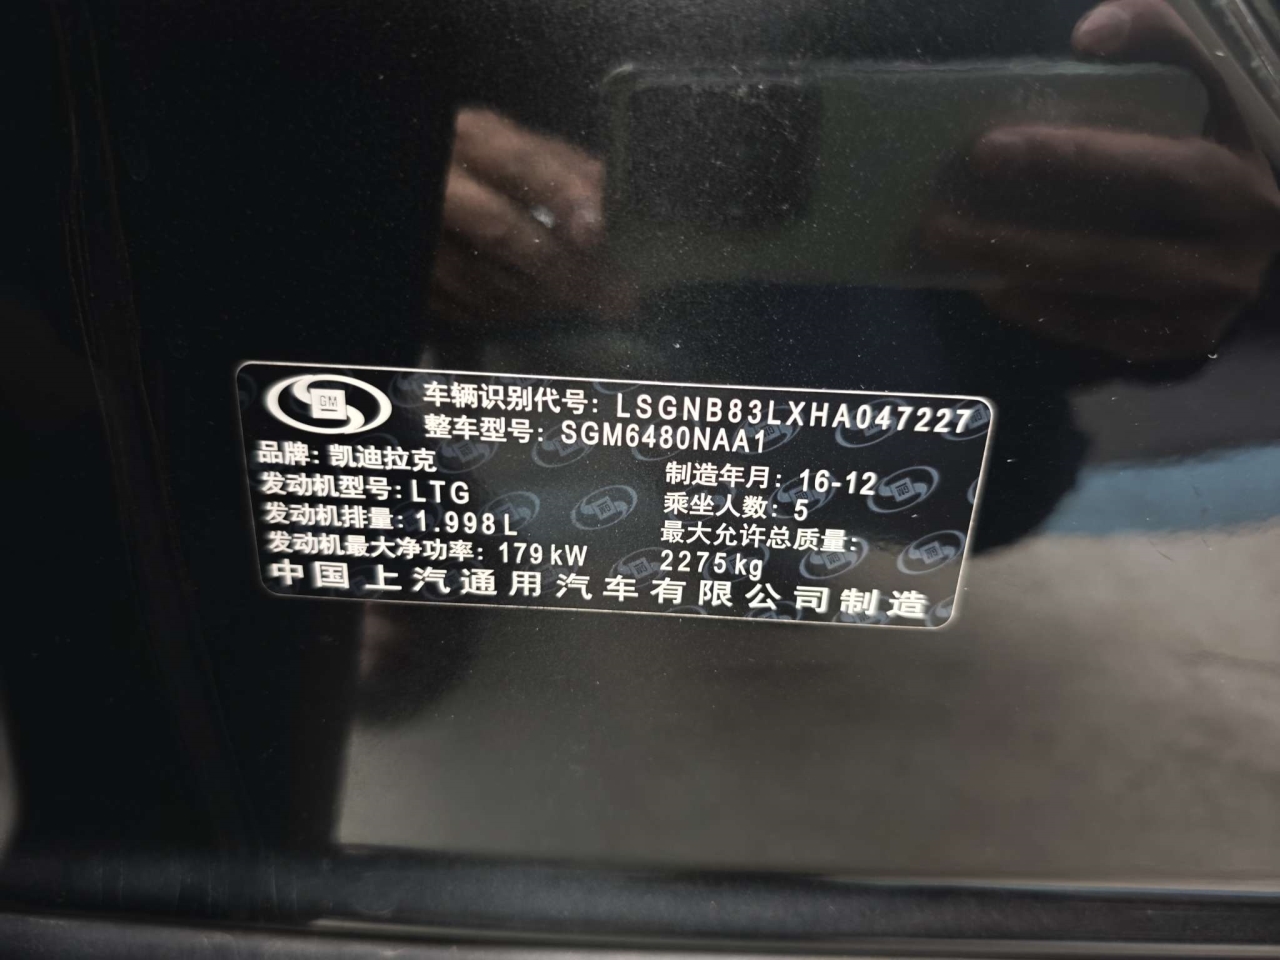 GM
车辆识别代号: LSGNB83LXHA047227
整车型号: SGM6480NAA1
品牌: 凯迪拉克
制造年月: 16-12
发动机型号: LTG
乘坐人数: 5
发动机排量: 1.998L
最大允许总质量:
发动机最大净功率: 179kW
2275kg
中国上汽通用汽车有限公司制造